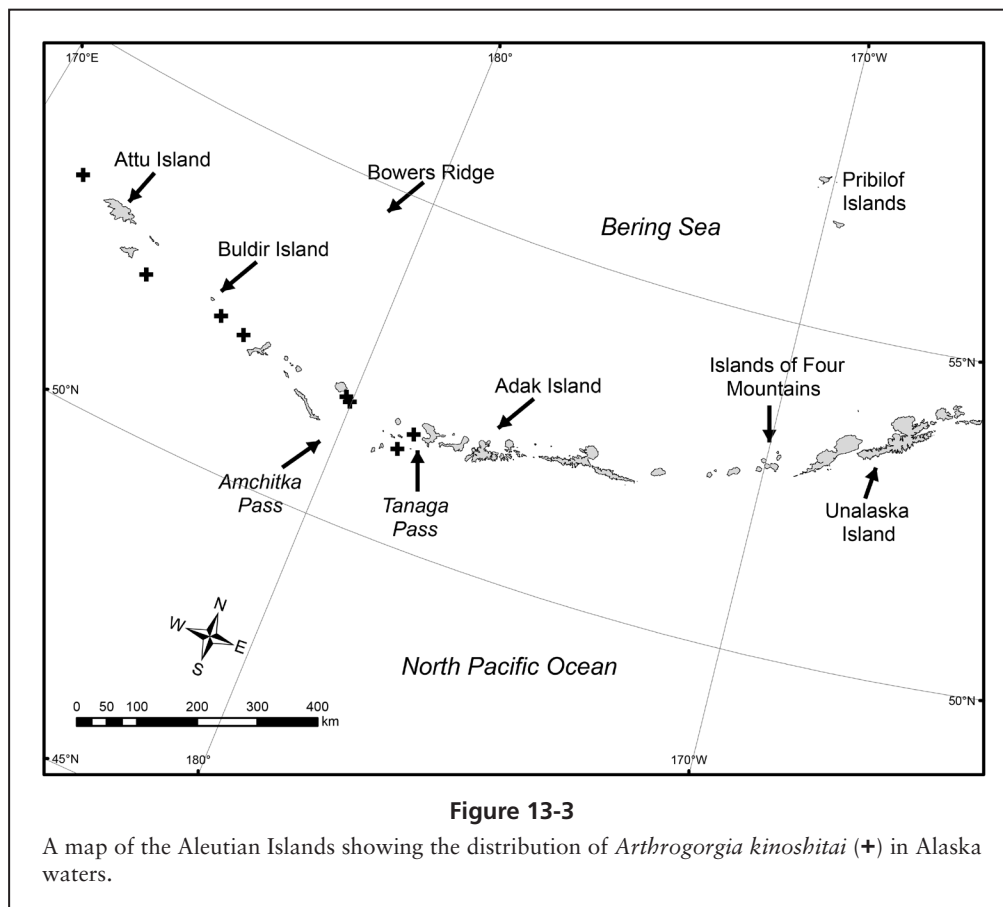 170°E
180°
170°W
Attu Island
Bowers Ridge
Pribilof
Islands
Bering Sea
Buldir Island
55°N
50°N
Islands of Four
Mountains
Adak Island
Amchitka
Pass
Tanaga
Pass
Unalaska
Island
N
W
E
S
North Pacific Ocean
0 50 100 200 300 400
km
50°N
45°N
180°
170°W
Figure 13-3
A map of the Aleutian Islands showing the distribution of Arthrogorgia kinoshitai (+) in Alaska
waters.